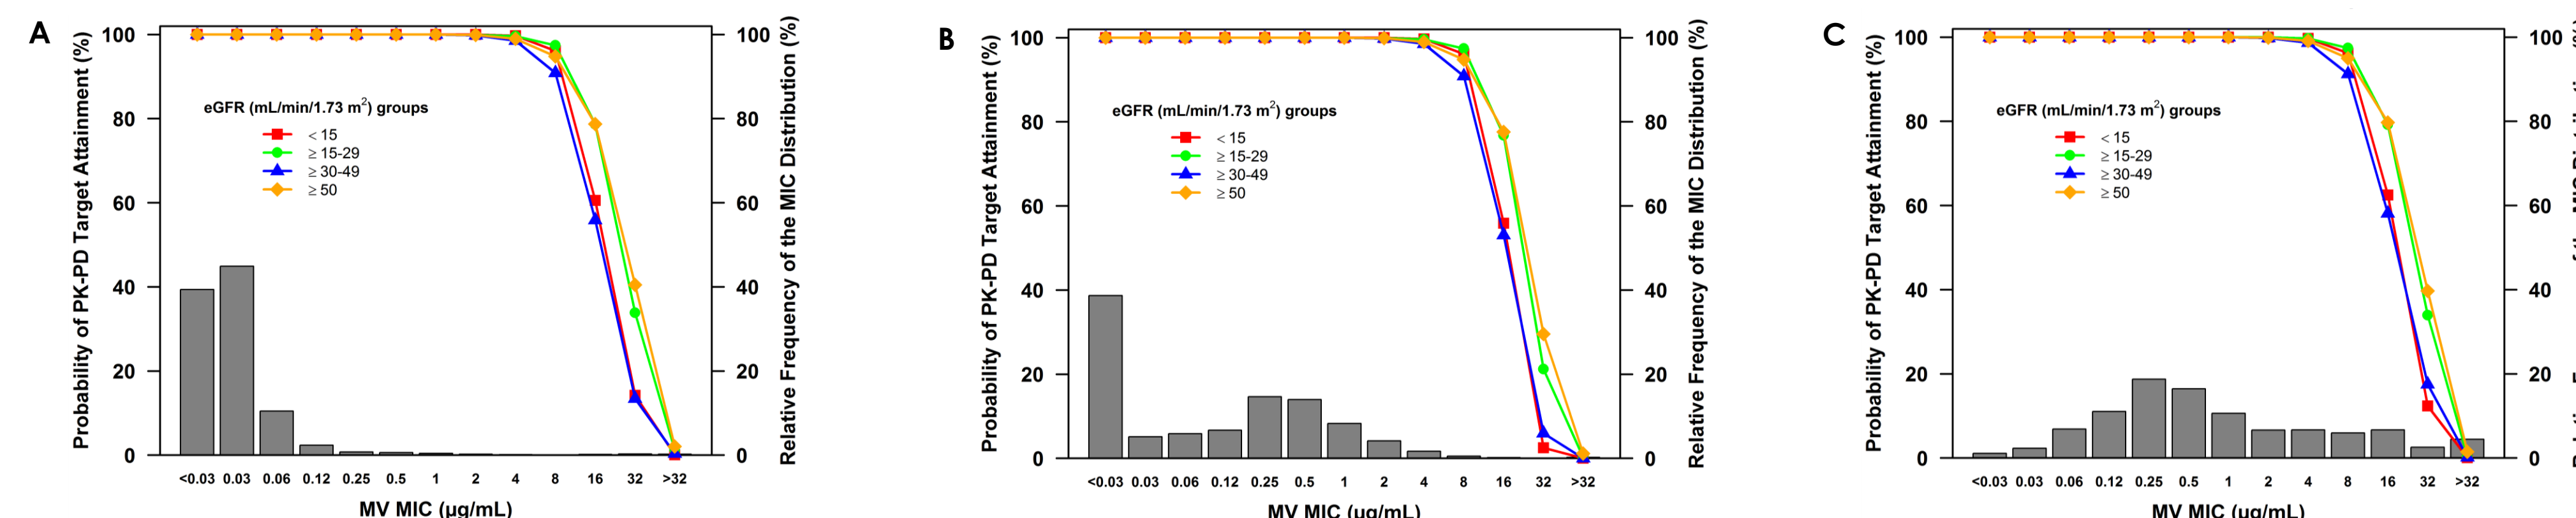 A
Probability of PK-PD Target Attainment (%)
100
80
60
40
20
0
eGFR (mL/min/1.73 m²) groups
< 15
≥ 15-29
≥ 30-49
≥ 50
100
80
60
40
20
0
Relative Frequency of the MIC Distribution (%)
<0.03 0.03 0.06 0.12 0.25 0.5 1 2 4 8 16 32 >32
MV MIC (µg/mL)
B
Probability of PK-PD Target Attainment (%)
100
80
60
40
20
0
eGFR (mL/min/1.73 m²) groups
< 15
≥ 15-29
≥ 30-49
≥ 50
100
80
60
40
20
0
Relative Frequency of the MIC Distribution (%)
<0.03 0.03 0.06 0.12 0.25 0.5 1 2 4 8 16 32 >32
MV MIC (µg/mL)
C
Probability of PK-PD Target Attainment (%)
100
80
60
40
20
0
eGFR (mL/min/1.73 m²) groups
< 15
≥ 15-29
≥ 30-49
≥ 50
100
80
60
40
20
0
<0.03 0.03 0.06 0.12 0.25 0.5 1 2 4 8 16 32 >32
MV MIC (µg/mL)